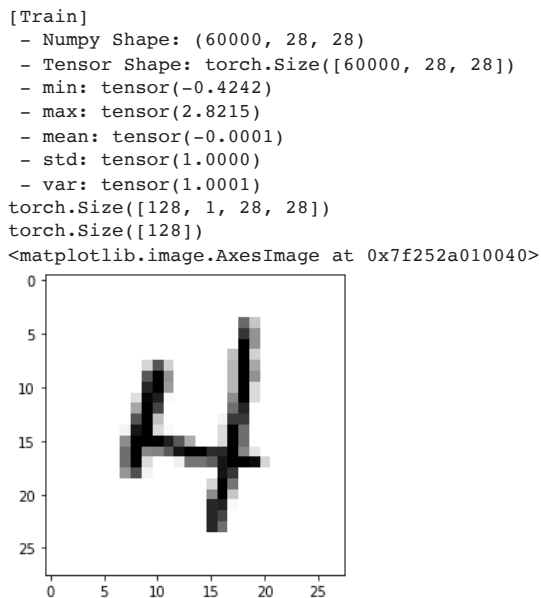 [Train]
- Numpy Shape: (60000, 28, 28)
- Tensor Shape: torch.Size([60000, 28, 28])
- min: tensor(-0.4242)
- max: tensor(2.8215)
- mean: tensor(-0.0001)
- std: tensor(1.0000)
- var: tensor(1.0001)
torch.Size([128, 1, 28, 28])
torch.Size([128])
<matplotlib.image.AxesImage at 0x7f252a010040>
0
5
10
15
20
25
4
0 5 10 15 20 25